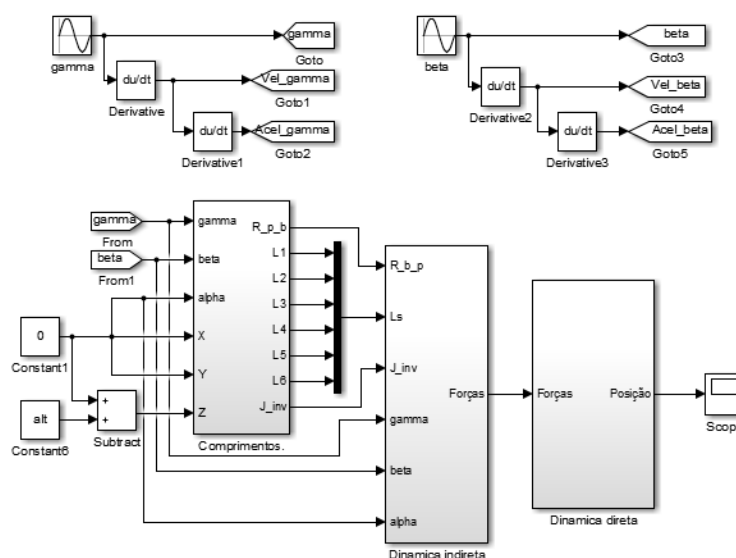 gamma
Goto
gamma
du/dt
Derivative
Vel_gamma
Goto1
du/dt
Derivative1
Acel_gamma
Goto2
beta
Goto3
beta
du/dt
Derivative2
Vel_beta
Goto4
du/dt
Derivative3
Acel_beta
Goto5
gamma
From
beta
From1
0
Constant1
alt
Constant6
+
+
Subtract
gamma
beta
alpha
X
Y
Z
R_p_b
L1
L2
L3
L4
L5
L6
J_inv
Comprimentos.
R_b_p
Ls
J_inv
gamma
beta
alpha
Forças
Dinamica indireta
Forças
Posição
Dinamica direta
Scop